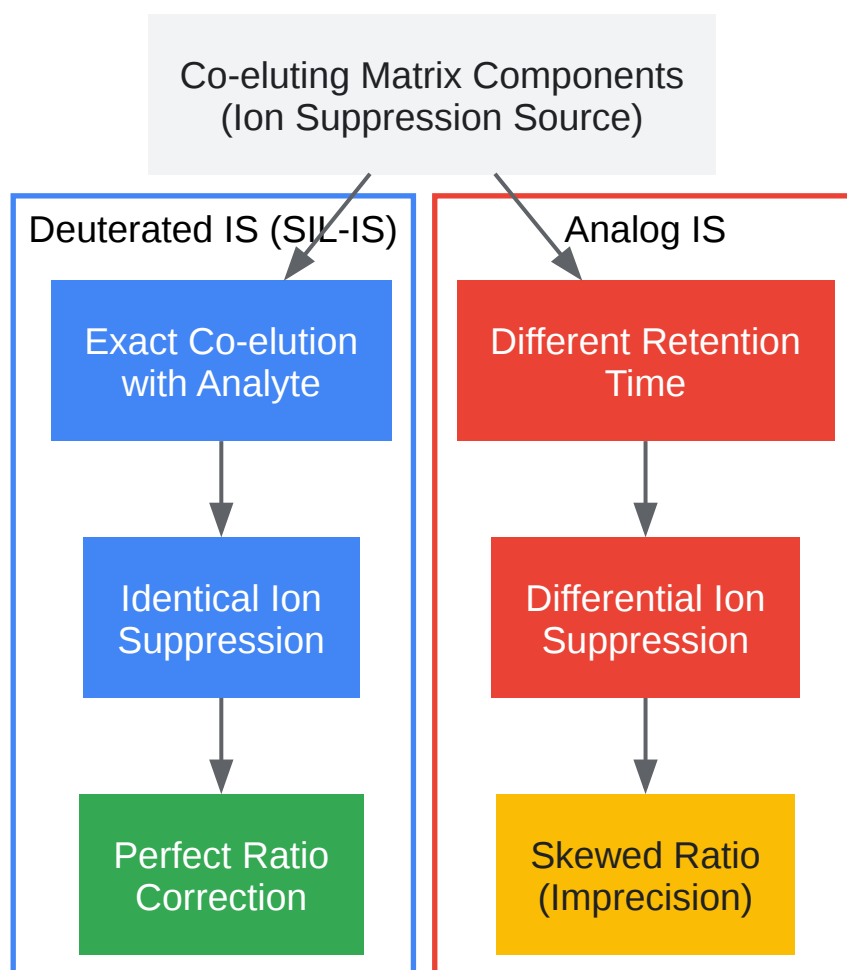 Co-eluting Matrix Components
(Ion Suppression Source)
Deuterated IS (SIL-IS)
Exact Co-elution
with Analyte
Identical Ion
Suppression
Perfect Ratio
Correction
Analog IS
Different Retention
Time
Differential Ion
Suppression
Skewed Ratio
(Imprecision)